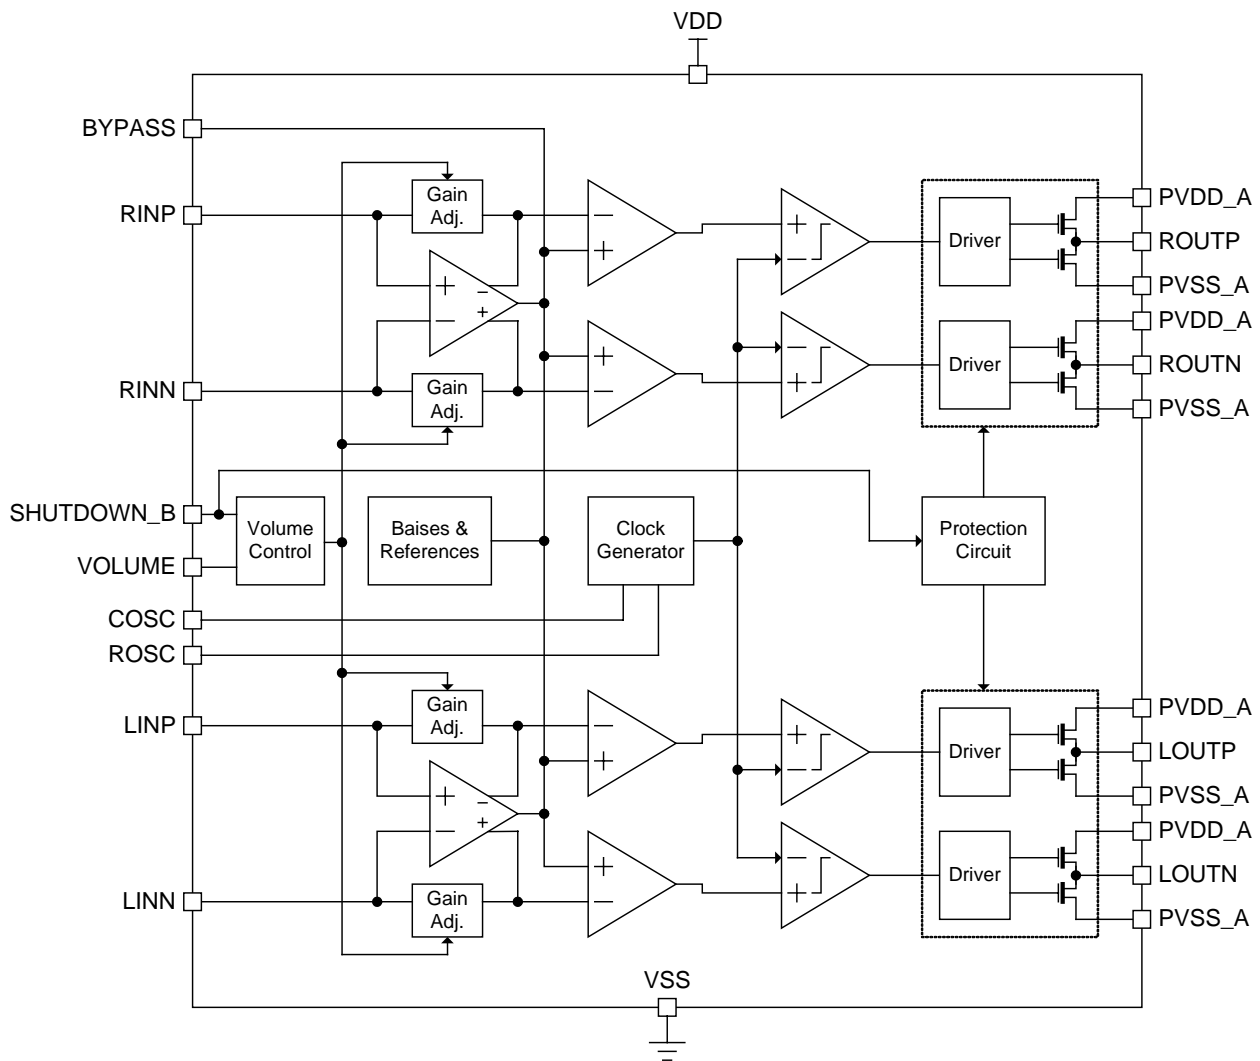 VDD
BYPASS
RINP
Gain
Adj.
Driver
PVDD_A
ROUTP
PVSS_A
PVDD_A
RINN
Gain
Adj.
Driver
ROUTN
PVSS_A
SHUTDOWN_B
VOLUME
Volume
Control
Baises &
References
Clock
Generator
Protection
Circuit
COSC
ROSC
LINP
Gain
Adj.
Driver
PVDD_A
LOUTP
PVSS_A
PVDD_A
LINN
Gain
Adj.
Driver
LOUTN
PVSS_A
VSS